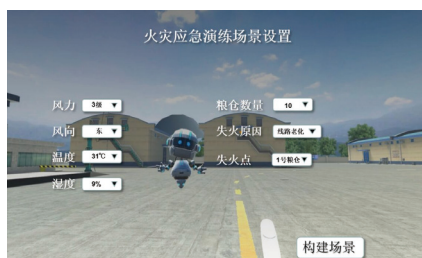 火灾应急演练场景设置
风力 3级 ▼ 粮仓数量 10 ▼
风向 东 ▼ 失火原因 线路老化 ▼
温度 31℃ ▼ 失火点 1号粮仓 ▼
湿度 9% ▼
构建场景